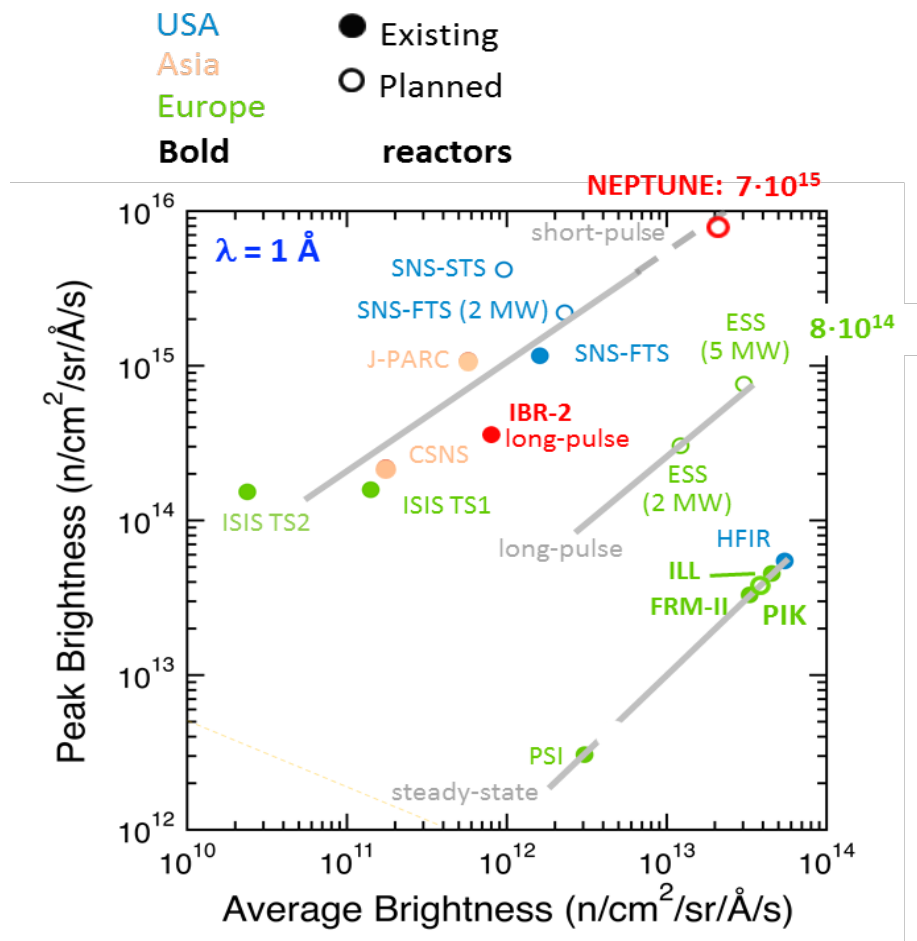 USA
Asia
Europe
Bold reactors
● Existing
○ Planned
NEPTUNE: 7·10¹⁵
λ = 1 Å
short-pulse
SNS-STS
SNS-FTS (2 MW)
ESS
(5 MW)
8·10¹⁴
J-PARC
SNS-FTS
IBR-2
long-pulse
CSNS
ISIS TS2
ISIS TS1
ESS
(2 MW)
long-pulse
HFIR
ILL
FRM-II
PIK
PSI
steady-state
10¹⁶
10¹⁵
10¹⁴
10¹³
10¹²
Peak Brightness (n/cm²/sr/Å/s)
10¹⁰ 10¹¹ 10¹² 10¹³ 10¹⁴
Average Brightness (n/cm²/sr/Å/s)